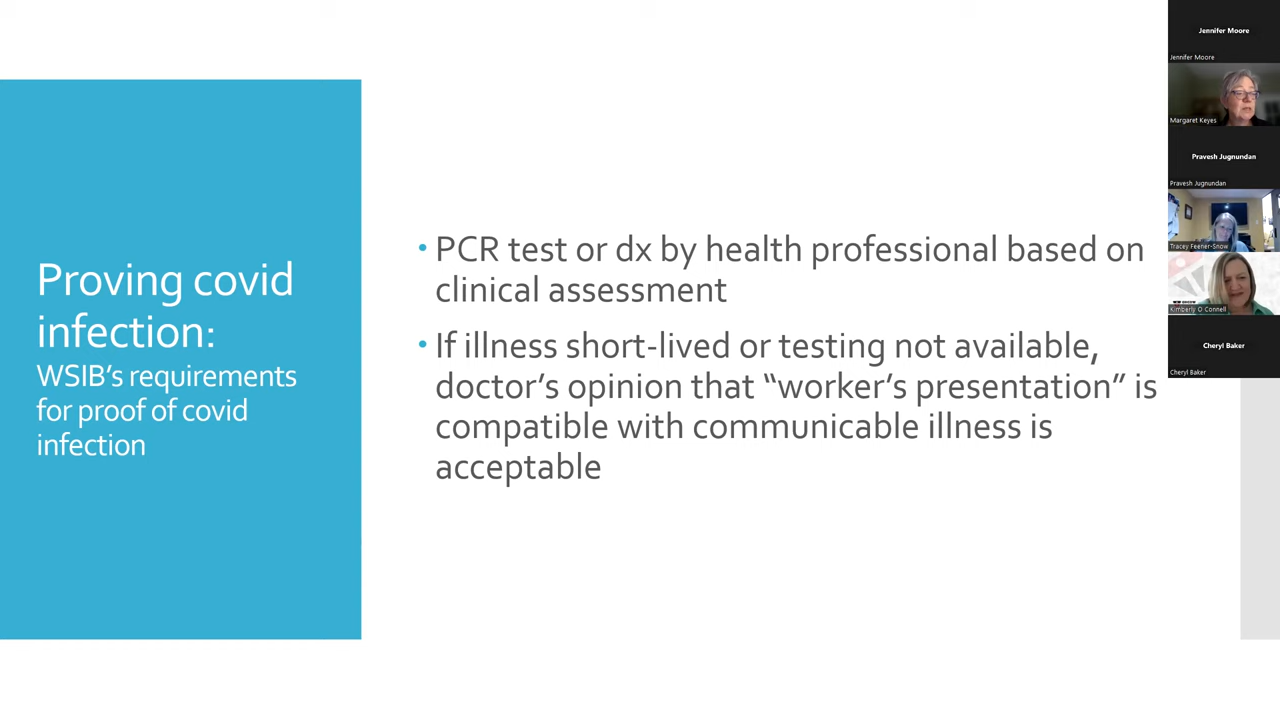 Proving covid
infection:
WSIB's requirements
for proof of covid
infection
• PCR test or dx by health professional based on
clinical assessment
• If illness short-lived or testing not available,
doctor's opinion that "worker's presentation" is
compatible with communicable illness is
acceptable
Jennifer Moore
Jennifer Moore
Margaret Keyes
Pravesh Jugnundan
Pravesh Jugnundan
Tracey Feener-Snow
Kimberly O Connell
Cheryl Baker
Cheryl Baker